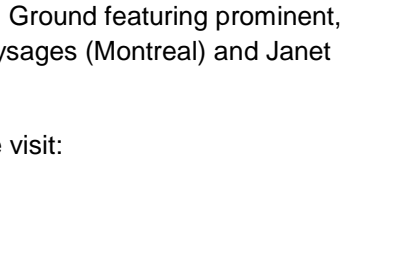 Ground featuring prominent,
ysages (Montreal) and Janet
visit: